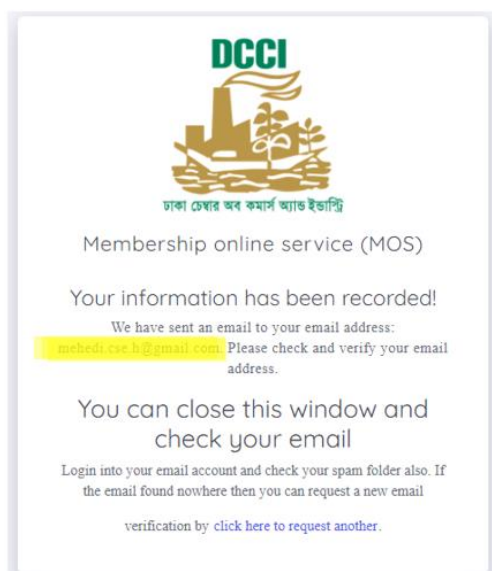 DCCI
ঢাকা চেম্বার অব কমার্স অ্যান্ড ইন্ডাস্ট্রি
Membership online service (MOS)
Your information has been recorded!
We have sent an email to your email address:
mehedi.cse.b@gmail.com. Please check and verify your email
address.
You can close this window and
check your email
Login into your email account and check your spam folder also. If
the email found nowhere then you can request a new email
verification by click here to request another.